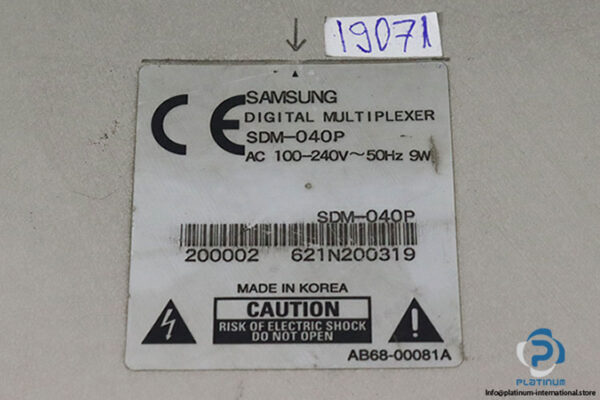 19071
SAMSUNG
DIGITAL MULTIPLEXER
SDM-040P
AC 100-240V~50Hz 9W
CE
SDM-040P
200002 621N200319
MADE IN KOREA
CAUTION
RISK OF ELECTRIC SHOCK
DO NOT OPEN
AB68-00081A
PLATINUM
Info@platinum-international.store